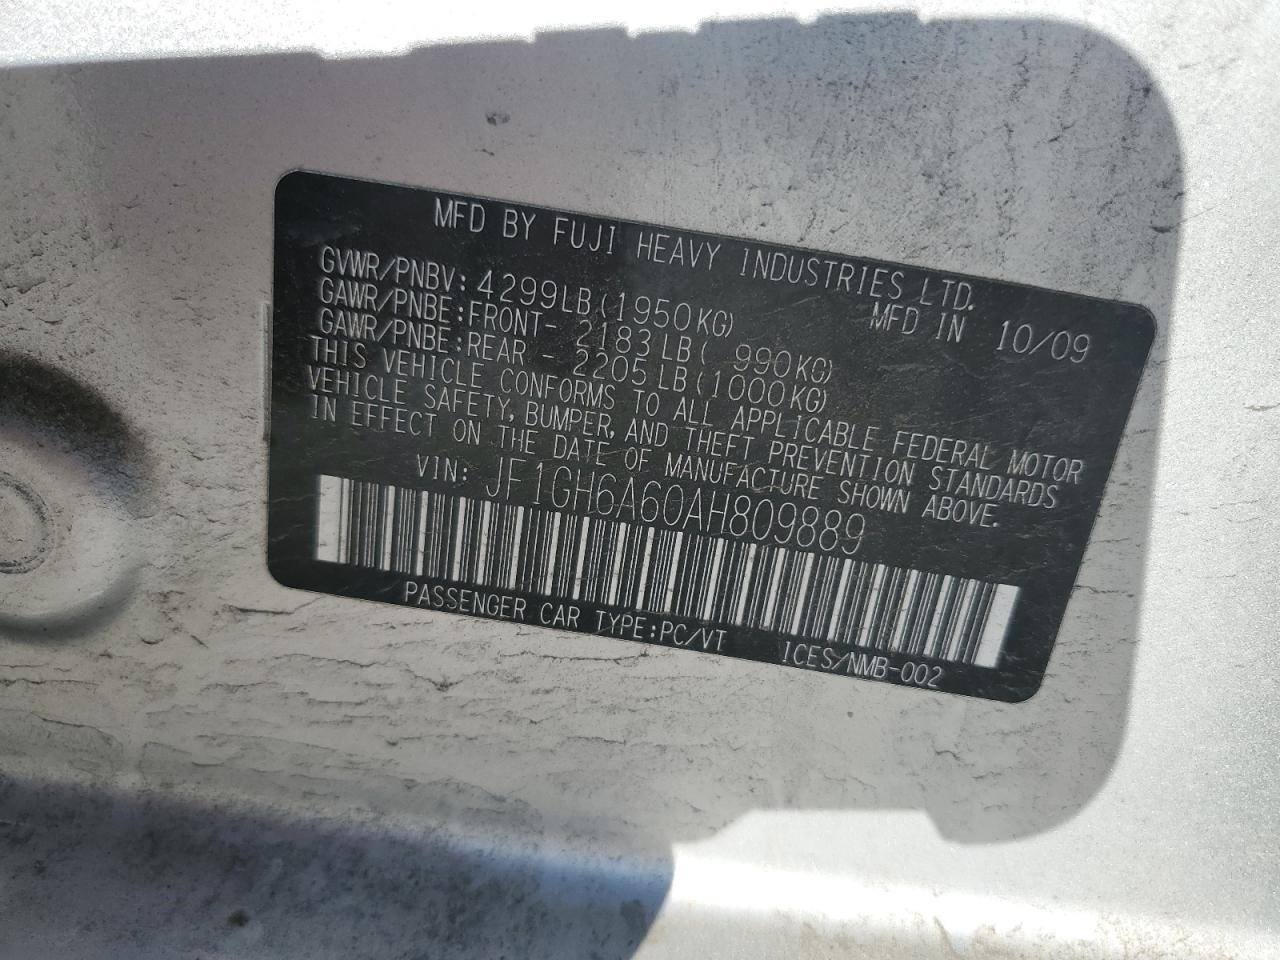 MFD BY FUJI HEAVY INDUSTRIES LTD.
MFD IN 10/09
GVWR/PNBV: 4299LB(1950KG)
GAWR/PNBE:FRONT- 2183LB( 990KG)
GAWR/PNBE:REAR - 2205LB(1000KG)
THIS VEHICLE CONFORMS TO ALL APPLICABLE FEDERAL MOTOR
VEHICLE SAFETY, BUMPER, AND THEFT PREVENTION STANDARDS
IN EFFECT ON THE DATE OF MANUFACTURE SHOWN ABOVE.
VIN: JF1GH6A60AH809889
PASSENGER CAR TYPE:PC/VT ICES/NMB-002